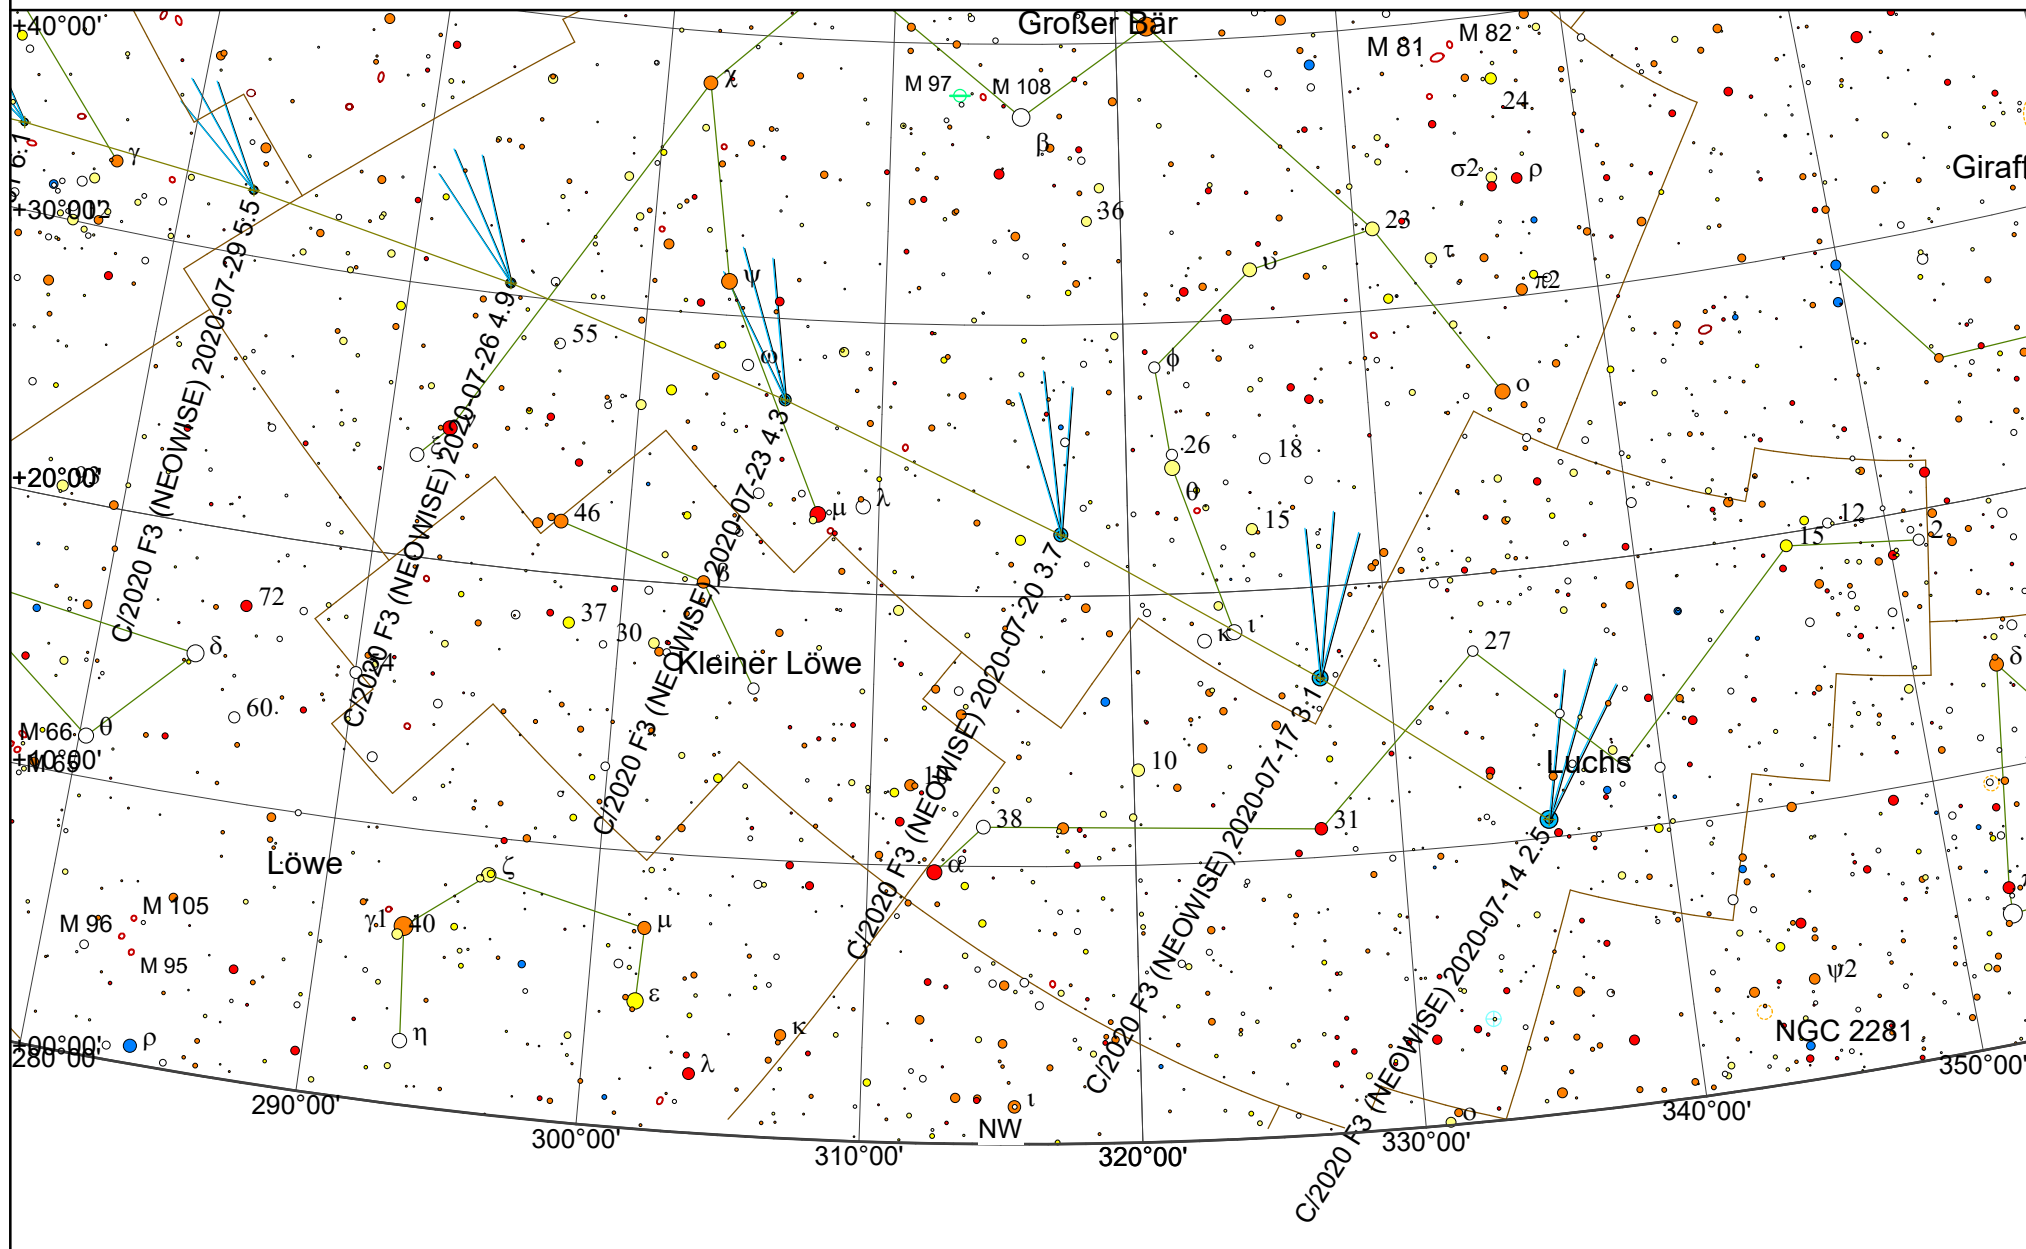 +40°00'
Großer Bär
M 81
M 82
χ
M 97
M 108
24
β
γ
σ2
ρ
Giraff
+30°00'
36
23
τ
υ
π2
ψ
55
ω
φ
ο
ξ
26
18
+20°00'
93
θ
46
μ
λ
15
12
2
15
β
72
37
30
κ
ι
27
δ
δ
Kleiner Löwe
60
M 66
θ
+10°00'
M 65
10
Luchs
38
31
α
Löwe
ζ
M 105
M 96
γ1
40
μ
M 95
ε
ψ2
NGC 2281
+00°00'
ρ
η
κ
λ
ι
ο
280°00'
290°00'
300°00'
310°00'
NW
320°00'
330°00'
340°00'
350°00'
C/2020 F3 (NEOWISE) 2020-07-29 5.5
C/2020 F3 (NEOWISE) 2020-07-26 4.9
C/2020 F3 (NEOWISE) 2020-07-23 4.3
C/2020 F3 (NEOWISE) 2020-07-20 3.7
C/2020 F3 (NEOWISE) 2020-07-17 3.1
C/2020 F3 (NEOWISE) 2020-07-14 2.5